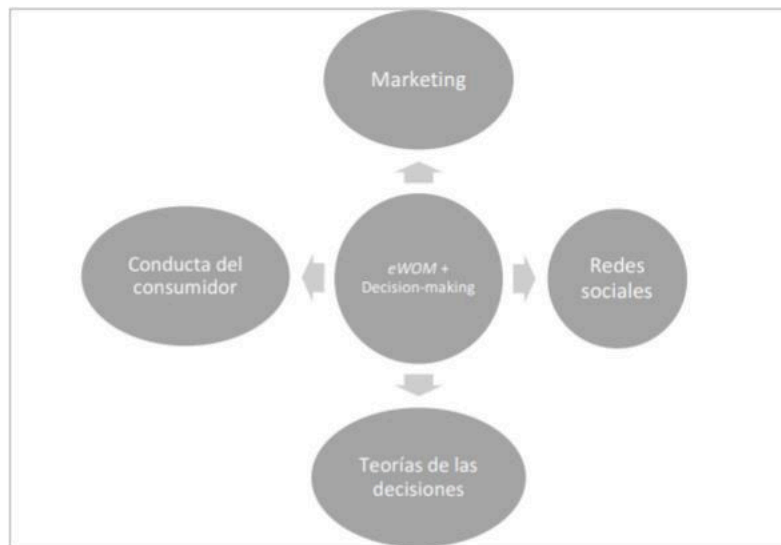 Marketing
Conducta del
consumidor
eWOM +
Decision-making
Redes
sociales
Teorías de las
decisiones